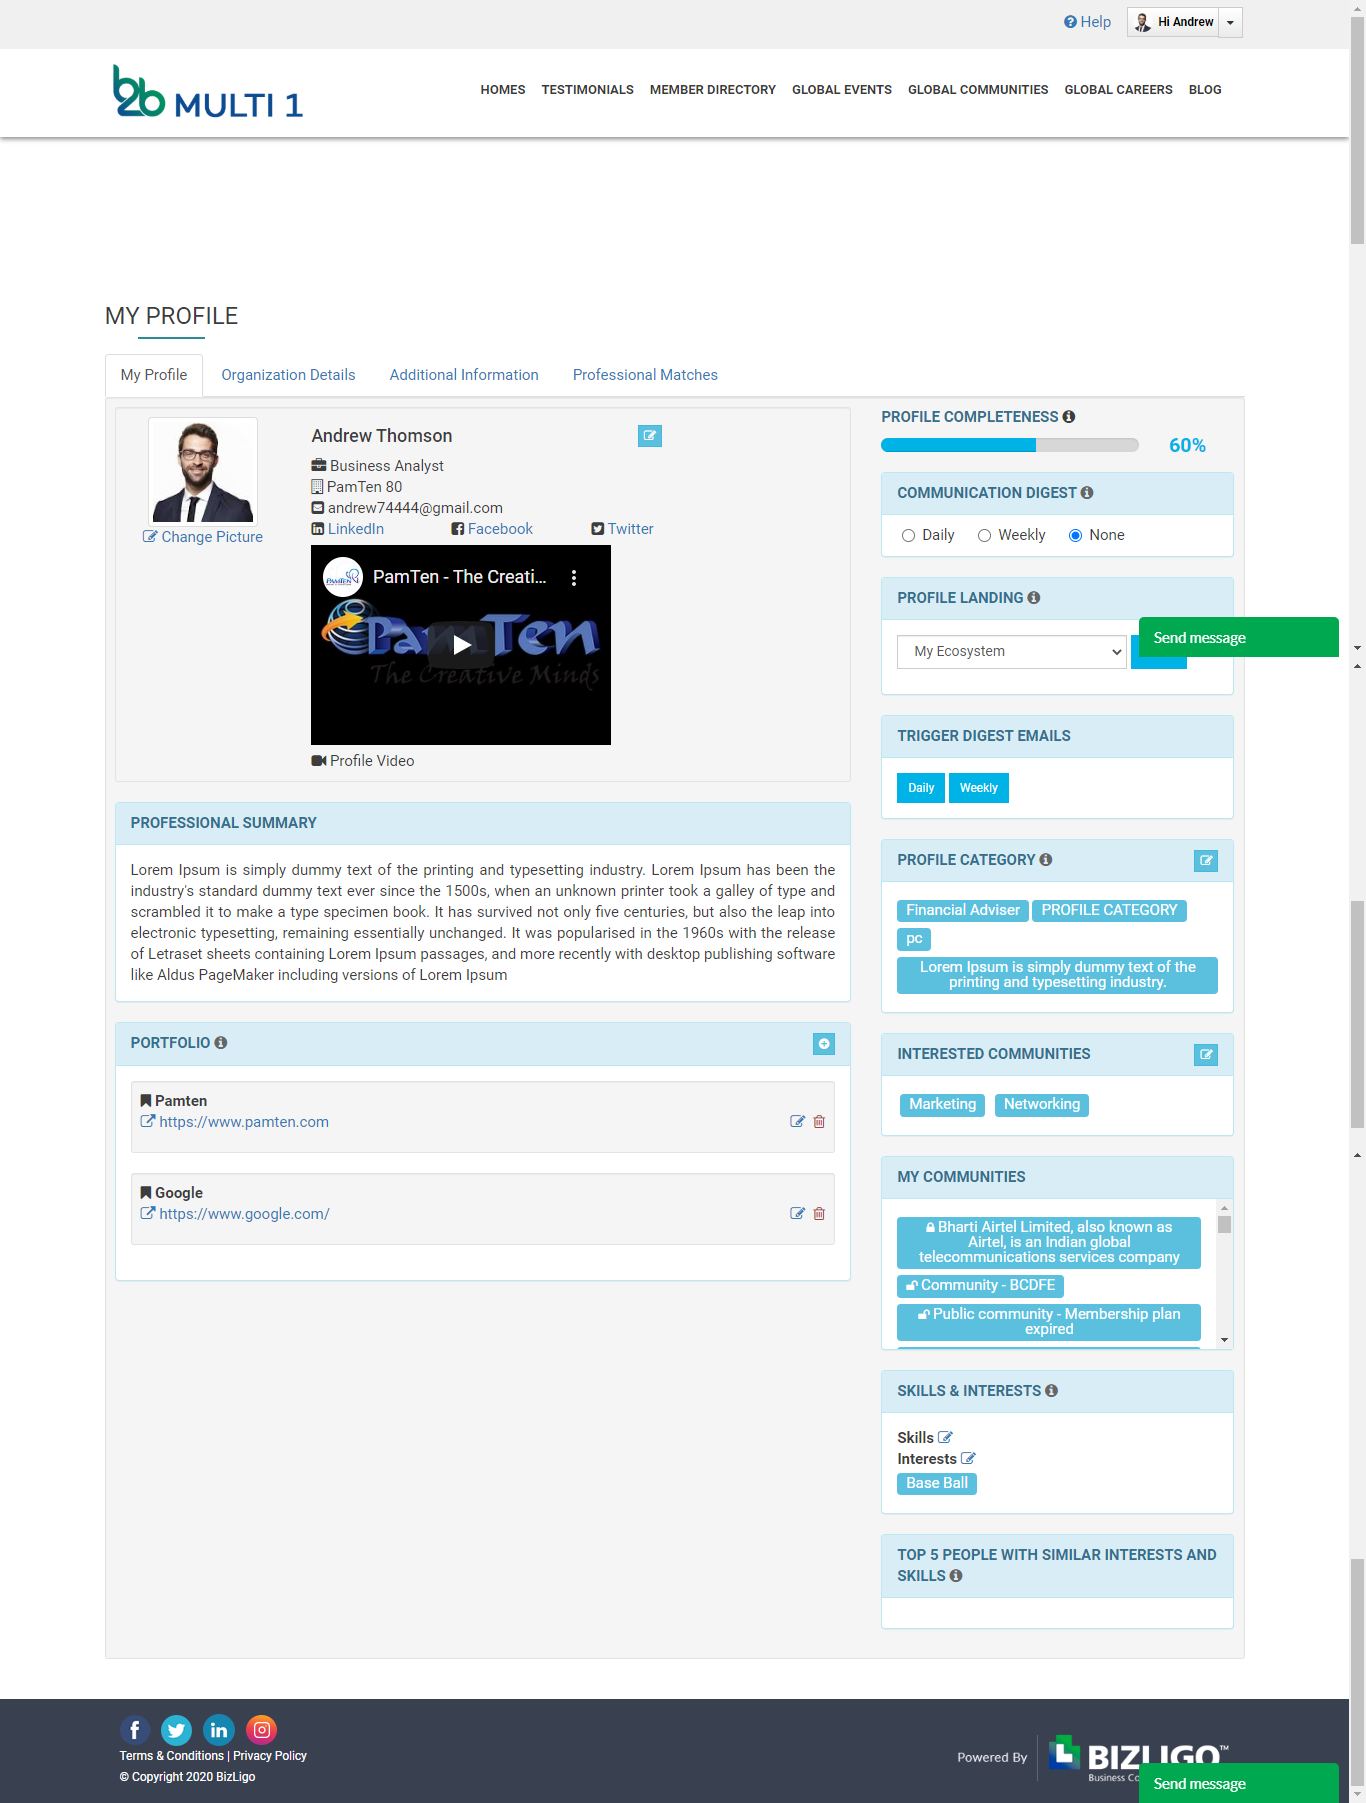 Help
Hi Andrew
b2b MULTI 1
HOMES TESTIMONIALS MEMBER DIRECTORY GLOBAL EVENTS GLOBAL COMMUNITIES GLOBAL CAREERS BLOG
MY PROFILE
My Profile Organization Details Additional Information Professional Matches
Andrew Thomson
Business Analyst
PamTen 80
andrew74444@gmail.com
LinkedIn Facebook Twitter
Change Picture
PamTen - The Creati...
PamTen
The Creative Minds
Profile Video
PROFESSIONAL SUMMARY
Lorem Ipsum is simply dummy text of the printing and typesetting industry. Lorem Ipsum has been the
industry's standard dummy text ever since the 1500s, when an unknown printer took a galley of type and
scrambled it to make a type specimen book. It has survived not only five centuries, but also the leap into
electronic typesetting, remaining essentially unchanged. It was popularised in the 1960s with the release
of Letraset sheets containing Lorem Ipsum passages, and more recently with desktop publishing software
like Aldus PageMaker including versions of Lorem Ipsum
PORTFOLIO
Pamten
https://www.pamten.com
Google
https://www.google.com/
PROFILE COMPLETENESS
60%
COMMUNICATION DIGEST
Daily Weekly None
PROFILE LANDING
My Ecosystem
Send message
TRIGGER DIGEST EMAILS
Daily Weekly
PROFILE CATEGORY
Financial Adviser PROFILE CATEGORY
pc
Lorem Ipsum is simply dummy text of the
printing and typesetting industry.
INTERESTED COMMUNITIES
Marketing Networking
MY COMMUNITIES
Bharti Airtel Limited, also known as
Airtel, is an Indian global
telecommunications services company
Community - BCDFE
Public community - Membership plan
expired
SKILLS & INTERESTS
Skills
Interests
Base Ball
TOP 5 PEOPLE WITH SIMILAR INTERESTS AND
SKILLS
Terms & Conditions | Privacy Policy
© Copyright 2020 BizLigo
Powered By
BIZLIGO™
Business Co
Send message